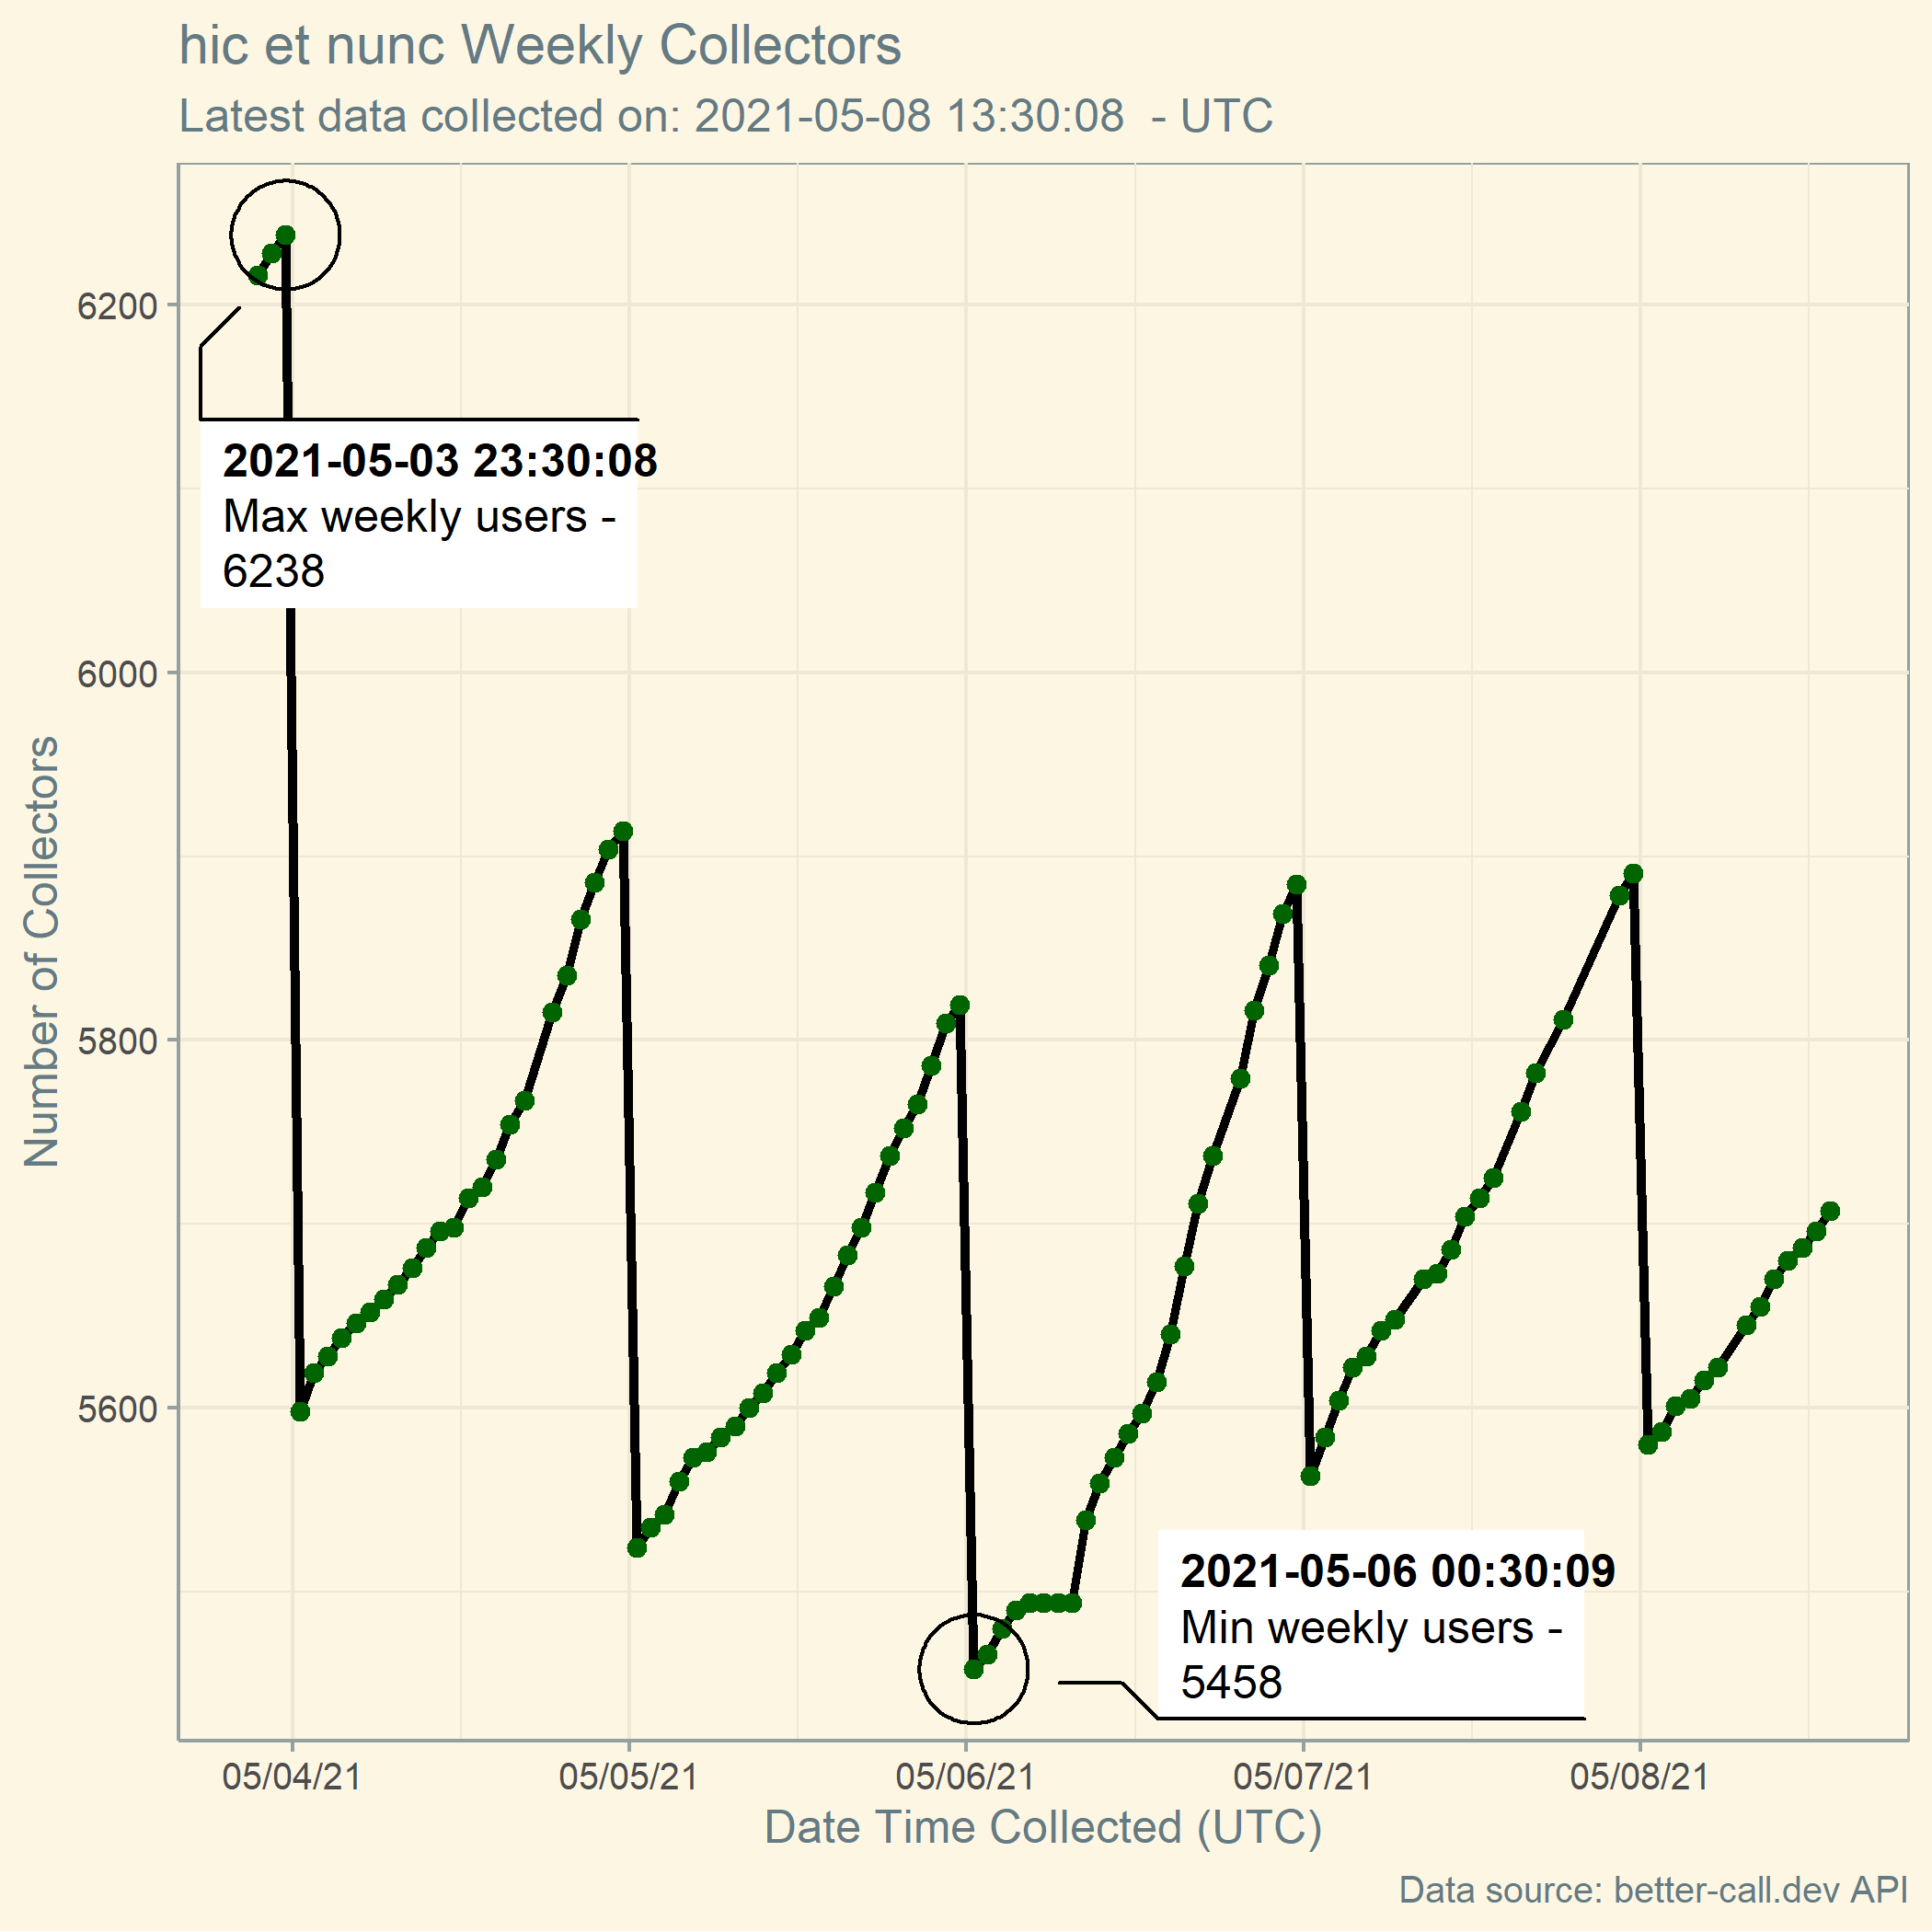 hic et nunc Weekly Collectors
Latest data collected on: 2021-05-08 13:30:08  - UTC
6200
2021-05-03 23:30:08
Max weekly users -
6238
6000
Number of Collectors
5800
5600
2021-05-06 00:30:09
Min weekly users -
5458
05/04/21 05/05/21 05/06/21 05/07/21 05/08/21
Date Time Collected (UTC)
Data source: better-call.dev API